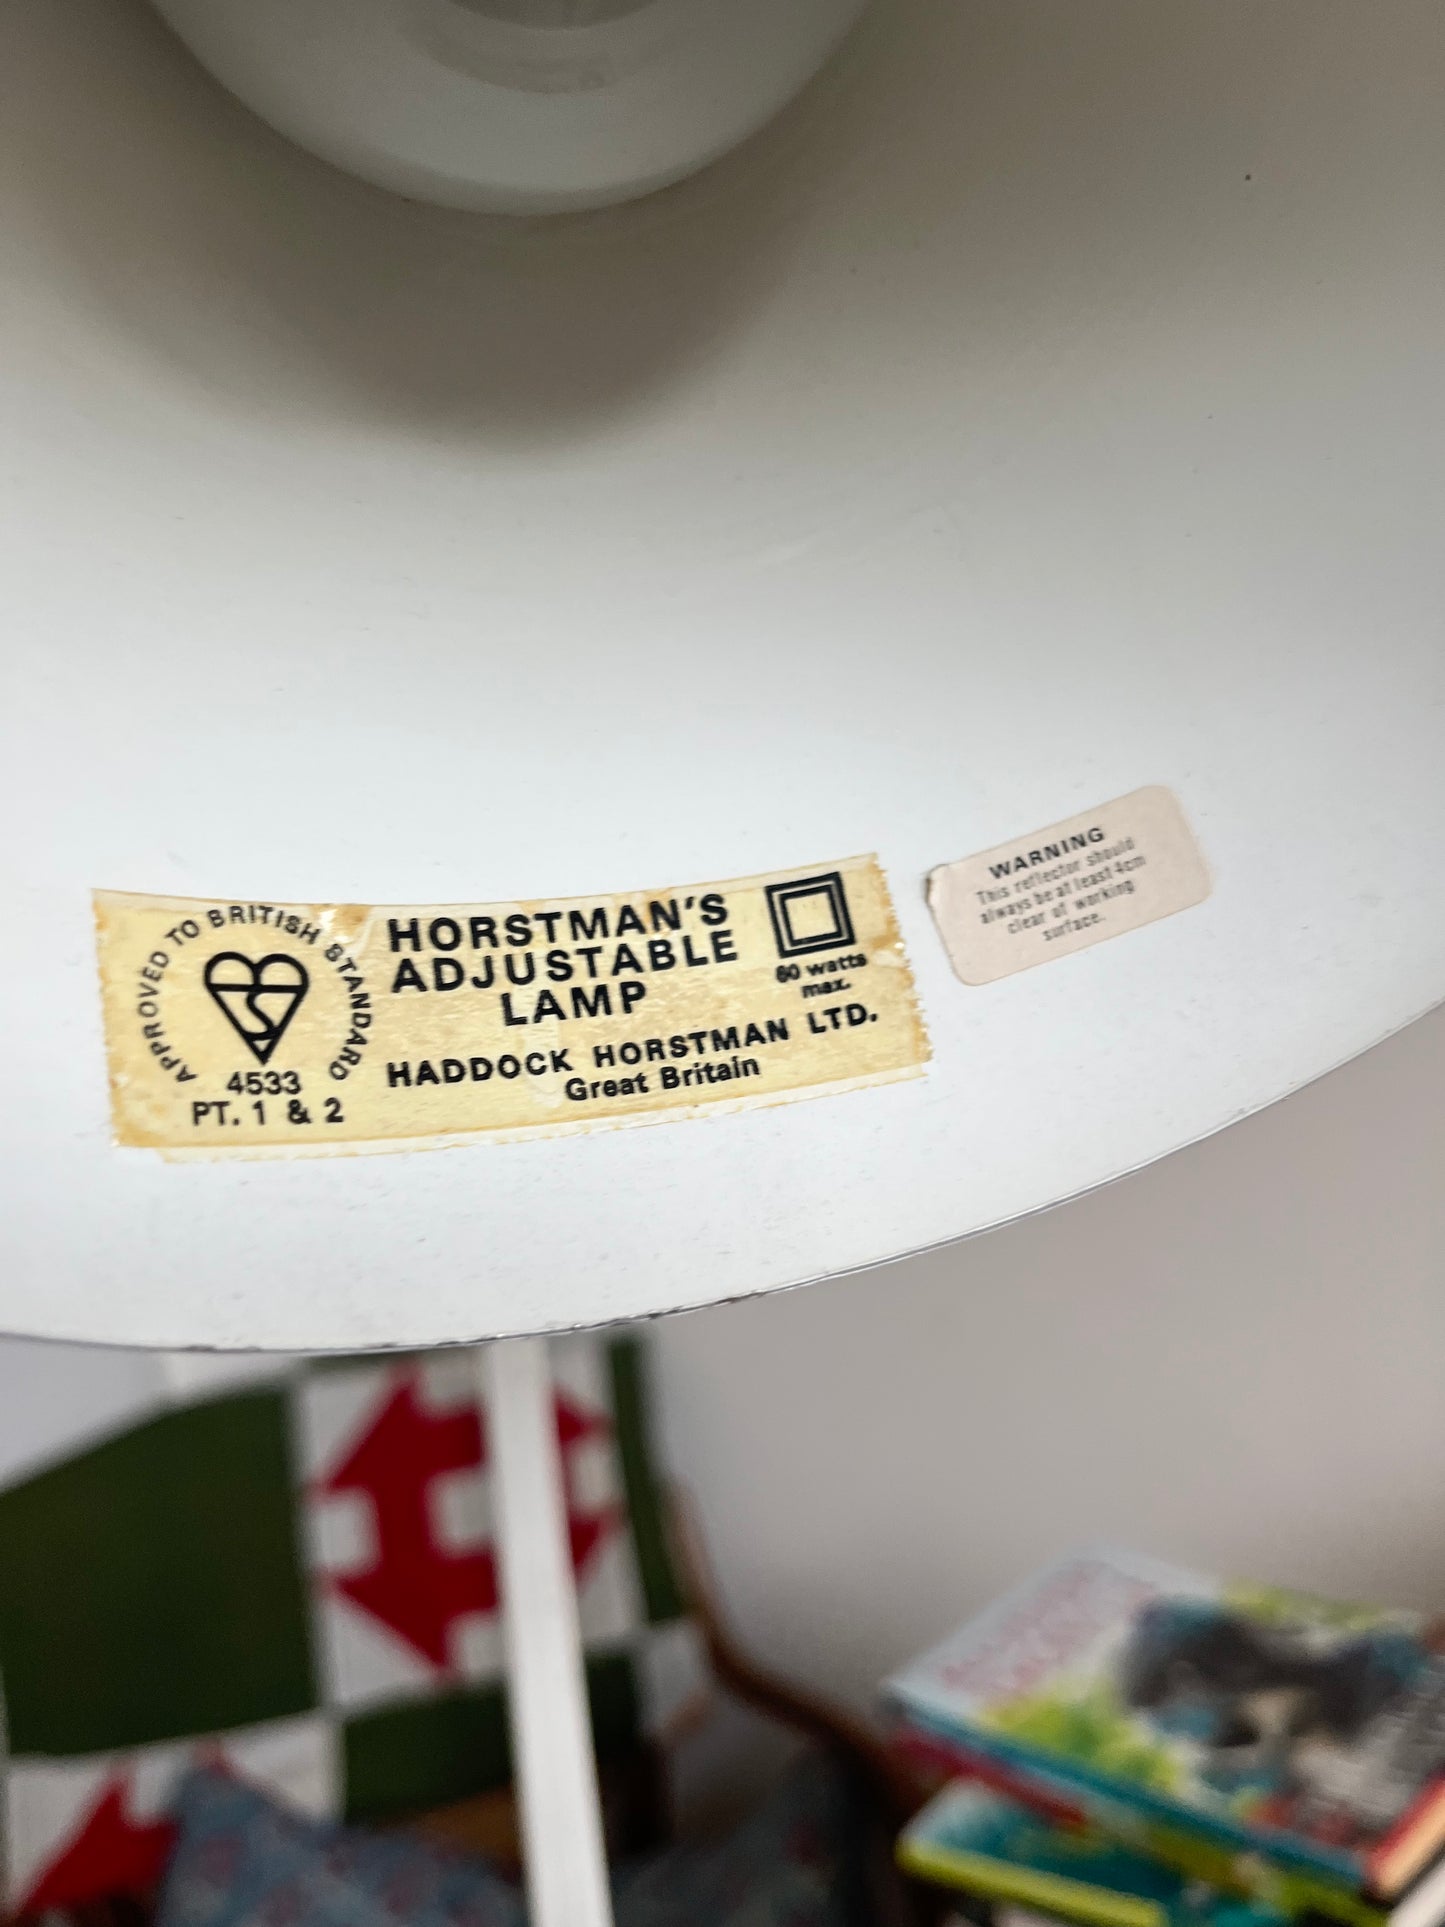 APPROVED TO BRITISH STANDARD
4533
PT. 1 & 2
HORSTMAN'S
ADJUSTABLE
LAMP
60 watts
max.
HADDOCK HORSTMAN LTD.
Great Britain
WARNING
This reflector should
always be at least 4cm
clear of working
surface.